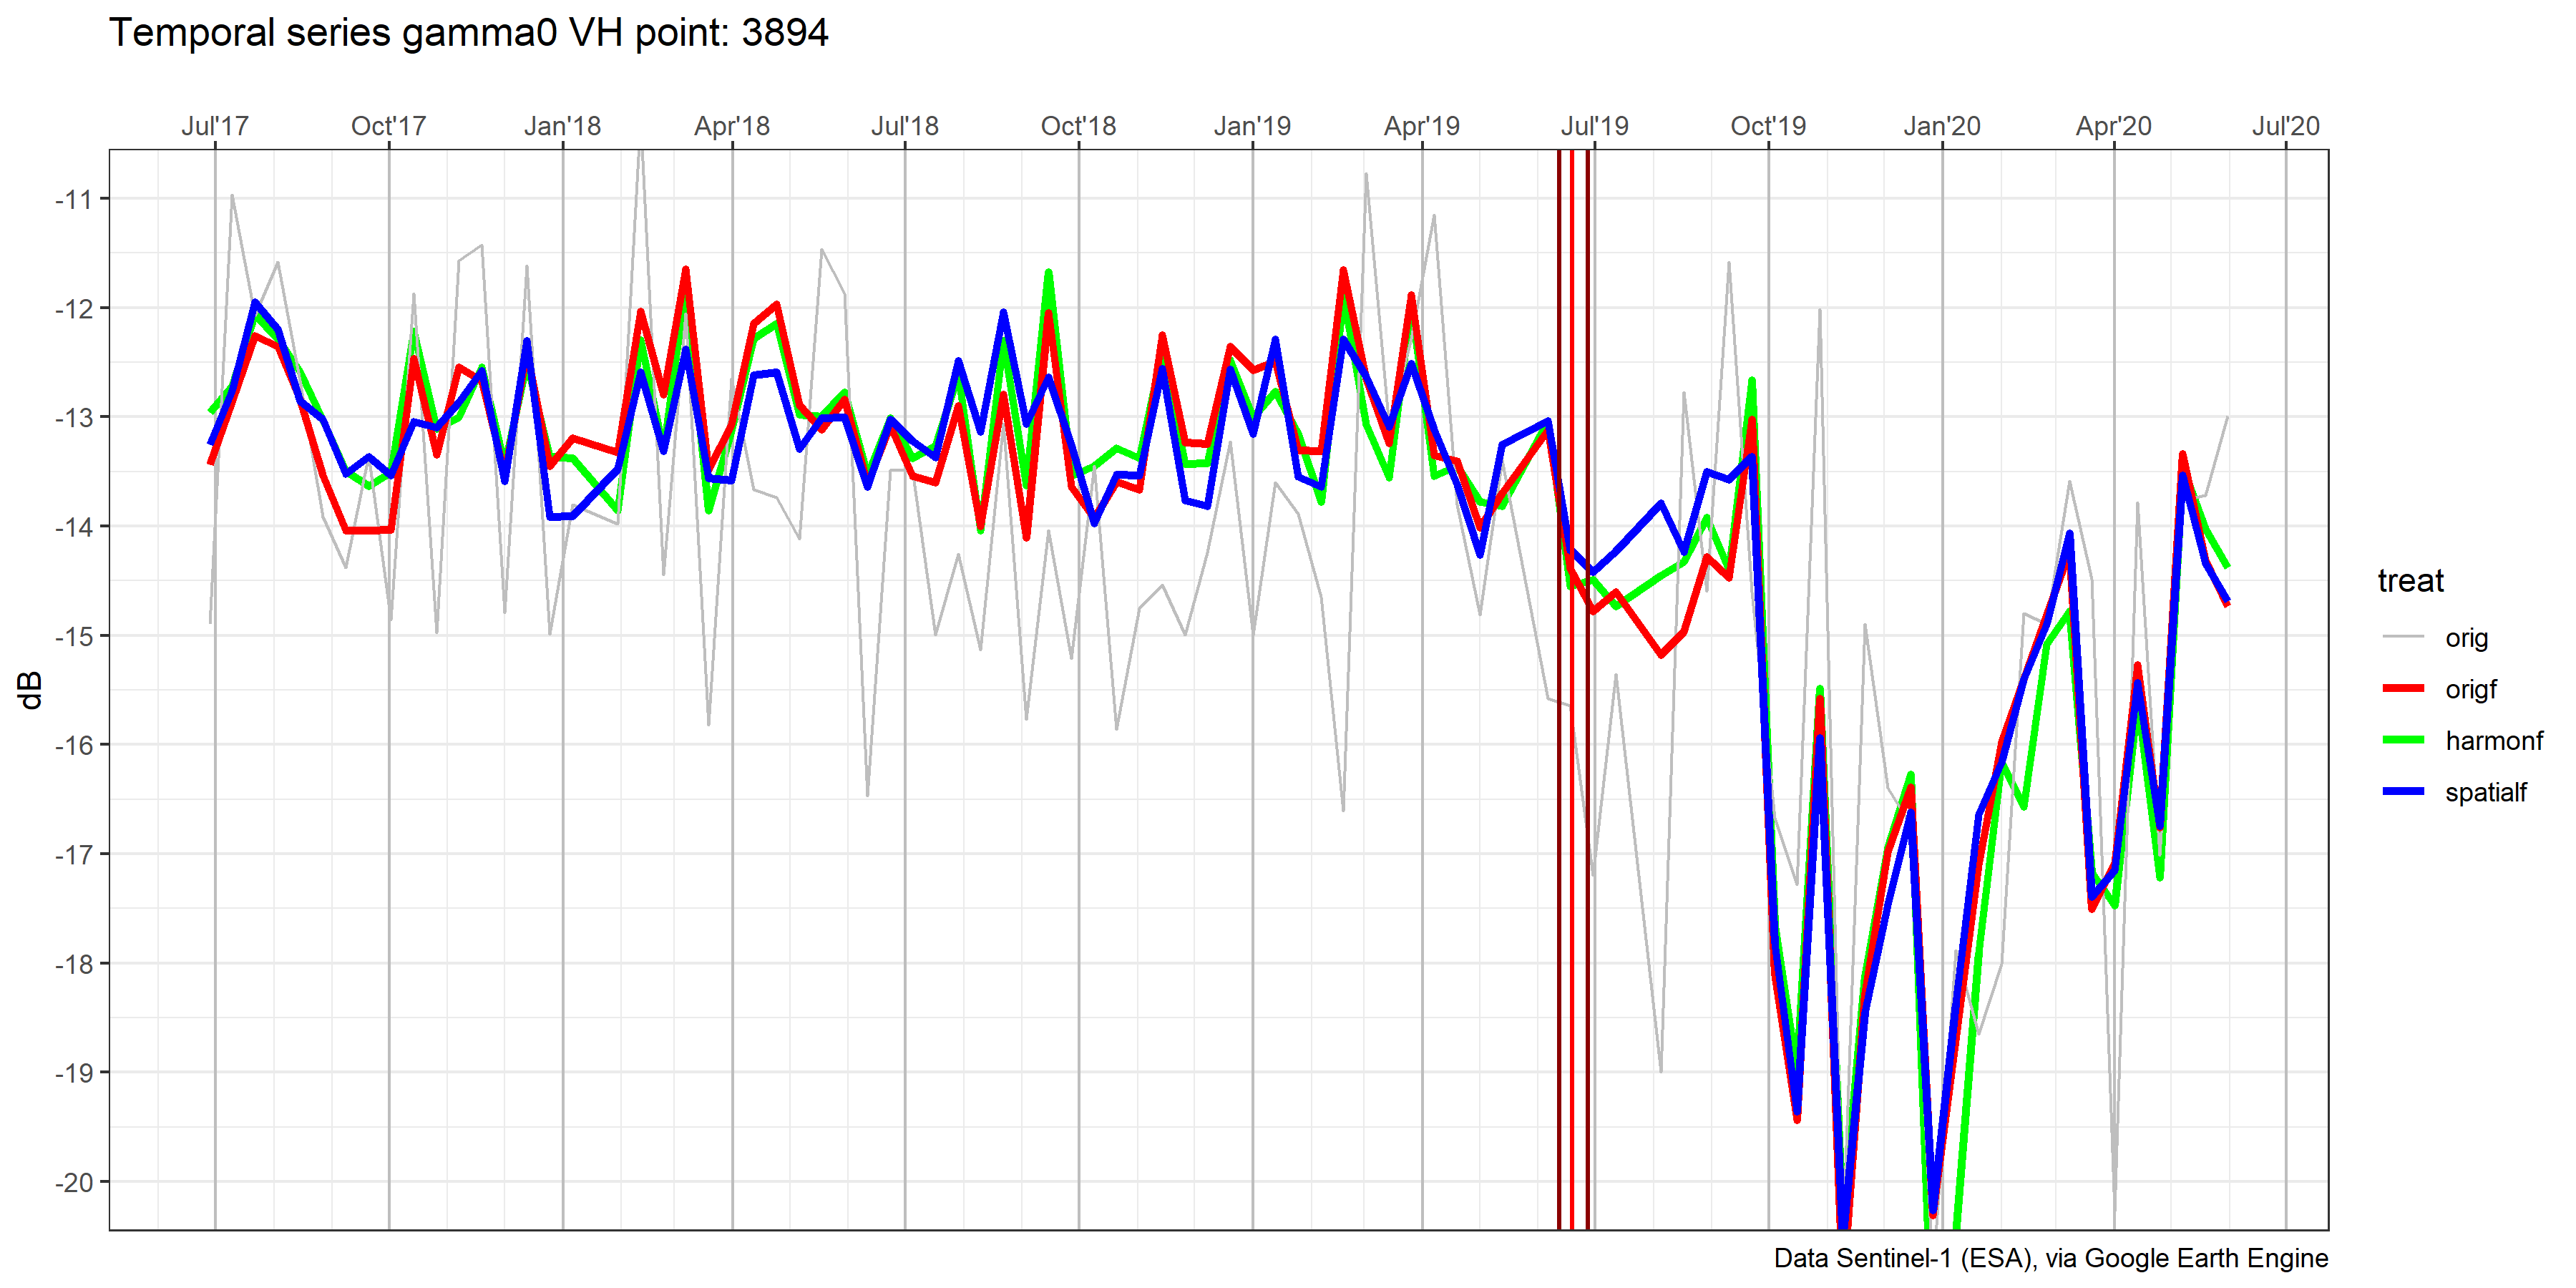 Temporal series gamma0 VH point: 3894
Jul'17 Oct'17 Jan'18 Apr'18 Jul'18 Oct'18 Jan'19 Apr'19 Jul'19 Oct'19 Jan'20 Apr'20 Jul'20
-11
-12
-13
-14
-15
-16
-17
-18
-19
-20
dB
treat
orig
origf
harmonf
spatialf
Data Sentinel-1 (ESA), via Google Earth Engine